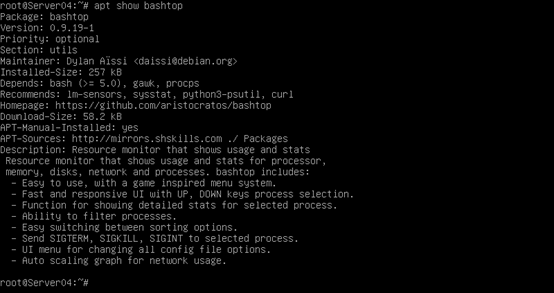 root@Server04:~# apt show bashtop
Package: bashtop
Version: 0.9.19-1
Priority: optional
Section: utils
Maintainer: Dylan Aïssi <daissi@debian.org>
Installed-Size: 257 kB
Depends: bash (>= 5.0), gawk, procps
Recommends: lm-sensors, sysstat, python3-psutil, curl
Homepage: https://github.com/aristocratos/bashtop
Download-Size: 58.2 kB
APT-Manual-Installed: yes
APT-Sources: http://mirrors.shskills.com ./ Packages
Description: Resource monitor that shows usage and stats
 Resource monitor that shows usage and stats for processor,
 memory, disks, network and processes. bashtop includes:
  - Easy to use, with a game inspired menu system.
  - Fast and responsive UI with UP, DOWN keys process selection.
  - Function for showing detailed stats for selected process.
  - Ability to filter processes.
  - Easy switching between sorting options.
  - Send SIGTERM, SIGKILL, SIGINT to selected process.
  - UI menu for changing all config file options.
  - Auto scaling graph for network usage.
root@Server04:~#